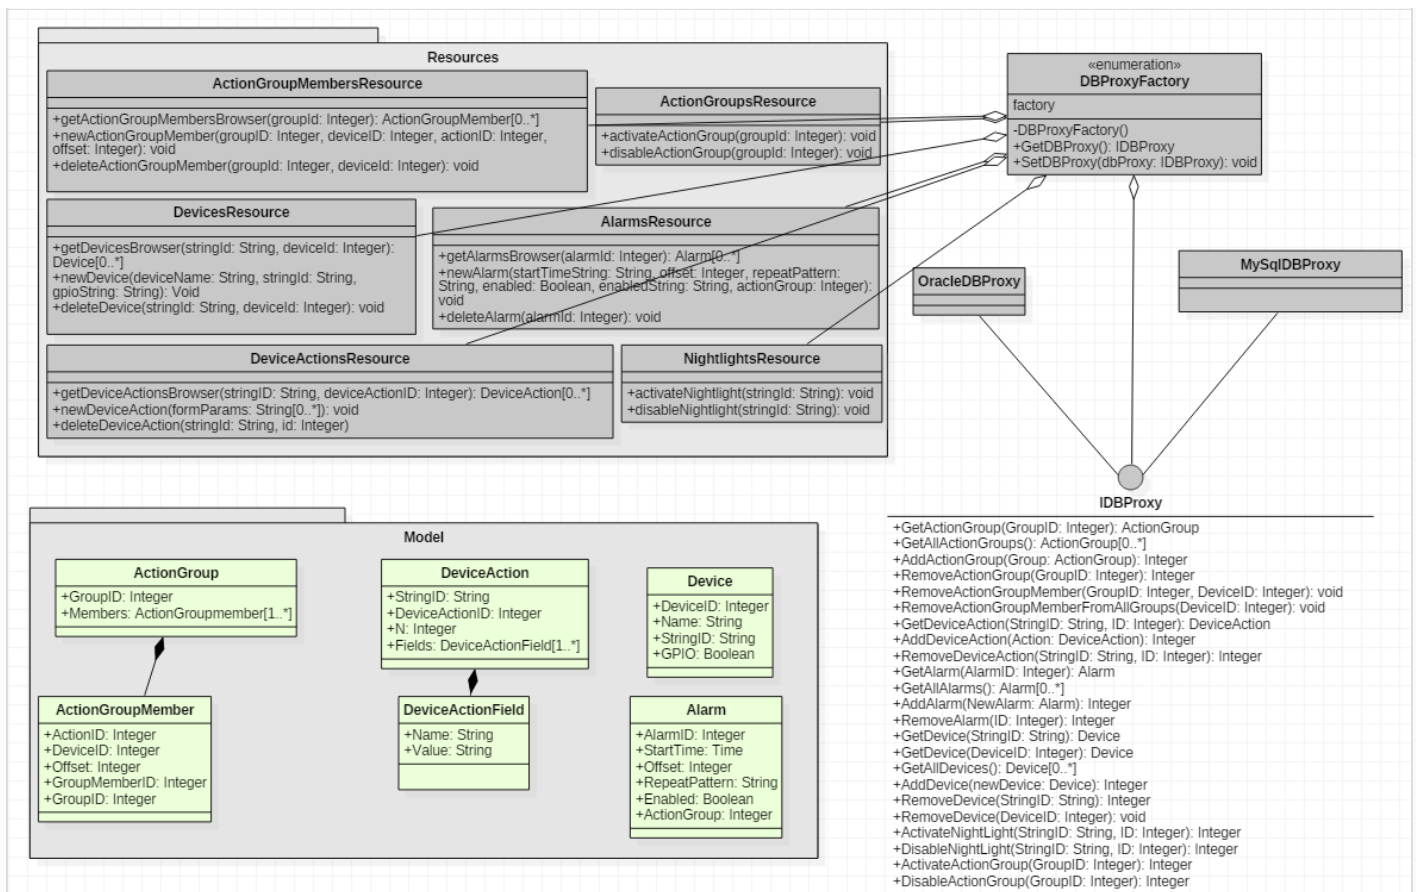 Resources
ActionGroupMembersResource
+getActionGroupMembersBrowser(groupId: Integer): ActionGroupMember[0..*]
+newActionGroupMember(groupID: Integer, deviceID: Integer, actionID: Integer,
offset: Integer): void
+deleteActionGroupMember(groupId: Integer, deviceId: Integer): void
ActionGroupsResource
+activateActionGroup(groupId: Integer): void
+disableActionGroup(groupId: Integer): void
DevicesResource
+getDevicesBrowser(stringId: String, deviceId: Integer):
Device[0..*]
+newDevice(deviceName: String, stringId: String,
gpioString: String): Void
+deleteDevice(stringId: String, deviceId: Integer): void
AlarmsResource
+getAlarmsBrowser(alarmId: Integer): Alarm[0..*]
+newAlarm(startTimeString: String, offset: Integer, repeatPattern:
String, enabled: Boolean, enabledString: String, actionGroup: Integer):
void
+deleteAlarm(alarmId: Integer): void
DeviceActionsResource
+getDeviceActionsBrowser(stringID: String, deviceActionID: Integer): DeviceAction[0..*]
+newDeviceAction(formParams: String[0..*]): void
+deleteDeviceAction(stringId: String, id: Integer)
NightlightsResource
+activateNightlight(stringId: String): void
+disableNightlight(stringId: String): void
«enumeration»
DBProxyFactory
factory
-DBProxyFactory()
+GetDBProxy(): IDBProxy
+SetDBProxy(dbProxy: IDBProxy): void
OracleDBProxy
MySqlDBProxy
IDBProxy
+GetActionGroup(GroupID: Integer): ActionGroup
+GetAllActionGroups(): ActionGroup[0..*]
+AddActionGroup(Group: ActionGroup): Integer
+RemoveActionGroup(GroupID: Integer): Integer
+RemoveActionGroupMember(GroupID: Integer, DeviceID: Integer): void
+RemoveActionGroupMemberFromAllGroups(DeviceID: Integer): void
+GetDeviceAction(StringID: String, ID: Integer): DeviceAction
+AddDeviceAction(Action: DeviceAction): Integer
+RemoveDeviceAction(StringID: String, ID: Integer): Integer
+GetAlarm(AlarmID: Integer): Alarm
+GetAllAlarms(): Alarm[0..*]
+AddAlarm(NewAlarm: Alarm): Integer
+RemoveAlarm(ID: Integer): Integer
+GetDevice(StringID: String): Device
+GetDevice(DeviceID: Integer): Device
+GetAllDevices(): Device[0..*]
+AddDevice(newDevice: Device): Integer
+RemoveDevice(StringID: String): Integer
+RemoveDevice(DeviceID: Integer): void
+ActivateNightLight(StringID: String, ID: Integer): Integer
+DisableNightLight(StringID: String, ID: Integer): Integer
+ActivateActionGroup(GroupID: Integer): Integer
+DisableActionGroup(GroupID: Integer): Integer
Model
ActionGroup
+GroupID: Integer
+Members: ActionGroupmember[1..*]
DeviceAction
+StringID: String
+DeviceActionID: Integer
+N: Integer
+Fields: DeviceActionField[1..*]
Device
+DeviceID: Integer
+Name: String
+StringID: String
+GPIO: Boolean
ActionGroupMember
+ActionID: Integer
+DeviceID: Integer
+Offset: Integer
+GroupMemberID: Integer
+GroupID: Integer
DeviceActionField
+Name: String
+Value: String
Alarm
+AlarmID: Integer
+StartTime: Time
+Offset: Integer
+RepeatPattern: String
+Enabled: Boolean
+ActionGroup: Integer